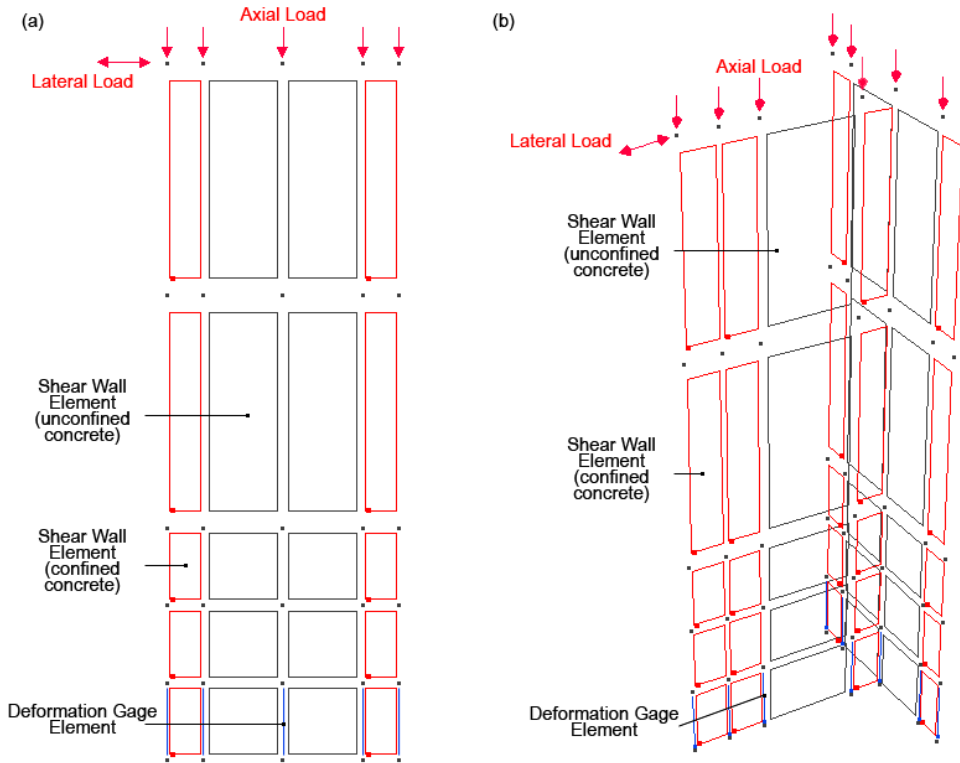 (a)
Axial Load
Lateral Load
Shear Wall
Element
(unconfined
concrete)
Shear Wall
Element
(confined
concrete)
Deformation Gage
Element
(b)
Axial Load
Lateral Load
Shear Wall
Element
(unconfined
concrete)
Shear Wall
Element
(confined
concrete)
Deformation Gage
Element